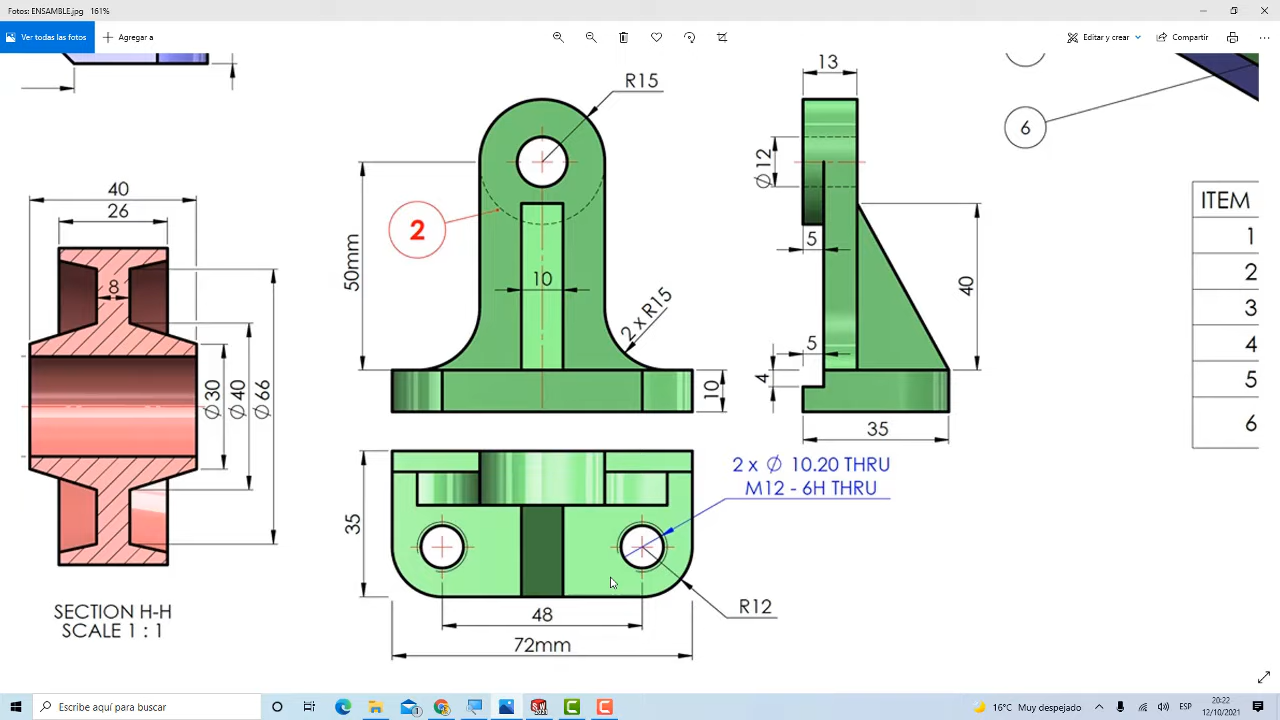 Fotos: ENSAMBLE.jpg 161%
Ver todas las fotos
Agregar a
Editar y crear
Compartir
R15
13
6
Ø12
40
26
2
50mm
5
ITEM
1
2
3
4
5
6
8
10
2 x R15
40
Ø30
Ø40
Ø66
5
4
10
35
2 x Ø 10.20 THRU
M12 - 6H THRU
35
R12
48
72mm
SECTION H-H
SCALE 1 : 1
Escribe aquí para buscar
1
16°C Muy despejado
ESP
20:22